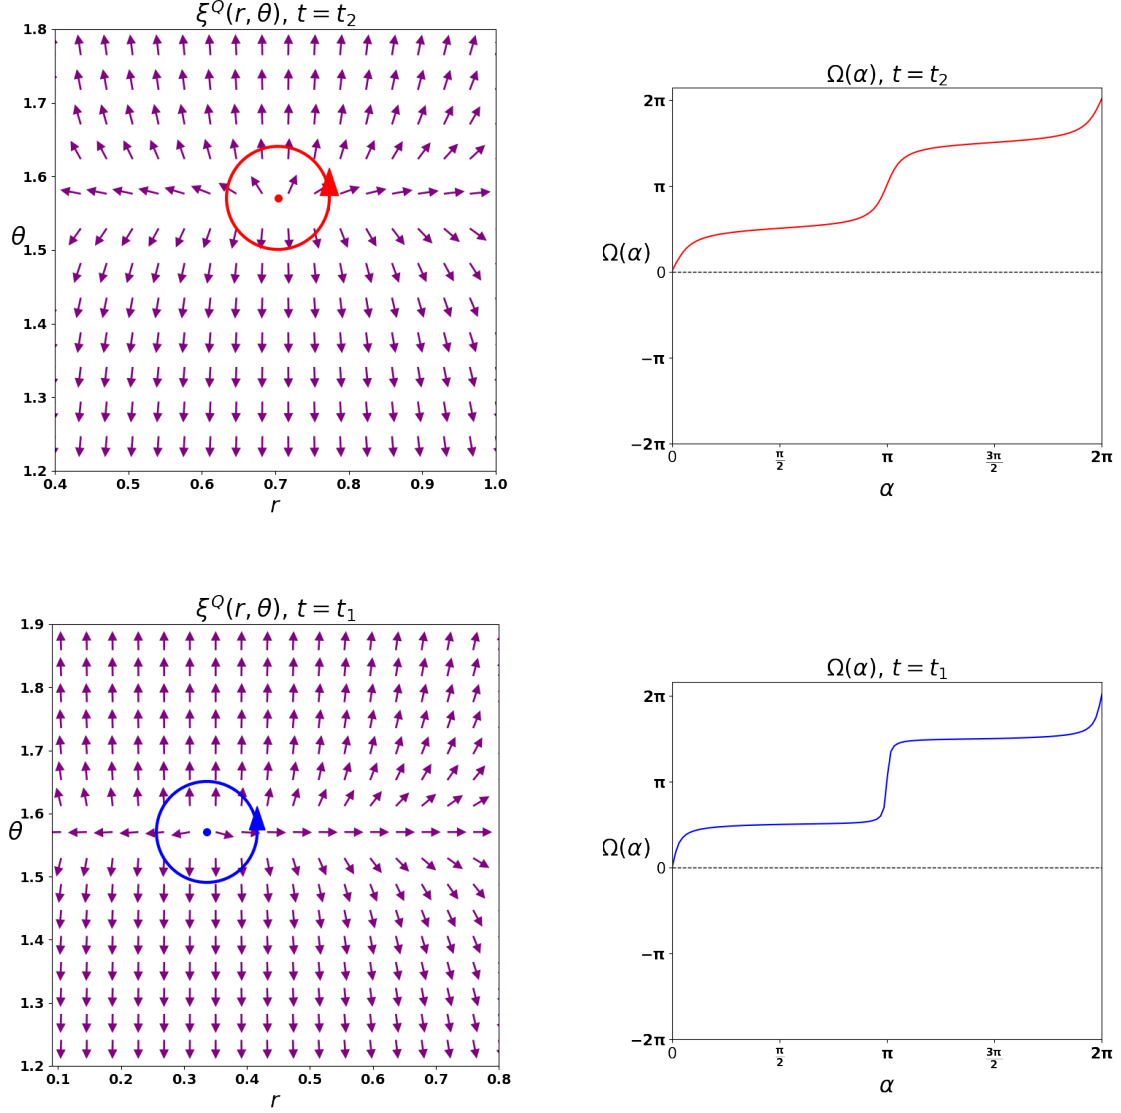 ξ^Q(r, θ), t = t₂
1.8
1.7
1.6
1.5
1.4
1.3
1.2
θ
0.4 0.5 0.6 0.7 0.8 0.9 1.0
r
Ω(α), t = t₂
2π
π
0
−π
−2π
Ω(α)
0 π/2 π 3π/2 2π
α
ξ^Q(r, θ), t = t₁
1.9
1.8
1.7
1.6
1.5
1.4
1.3
1.2
θ
0.1 0.2 0.3 0.4 0.5 0.6 0.7 0.8
r
Ω(α), t = t₁
2π
π
0
−π
−2π
Ω(α)
0 π/2 π 3π/2 2π
α